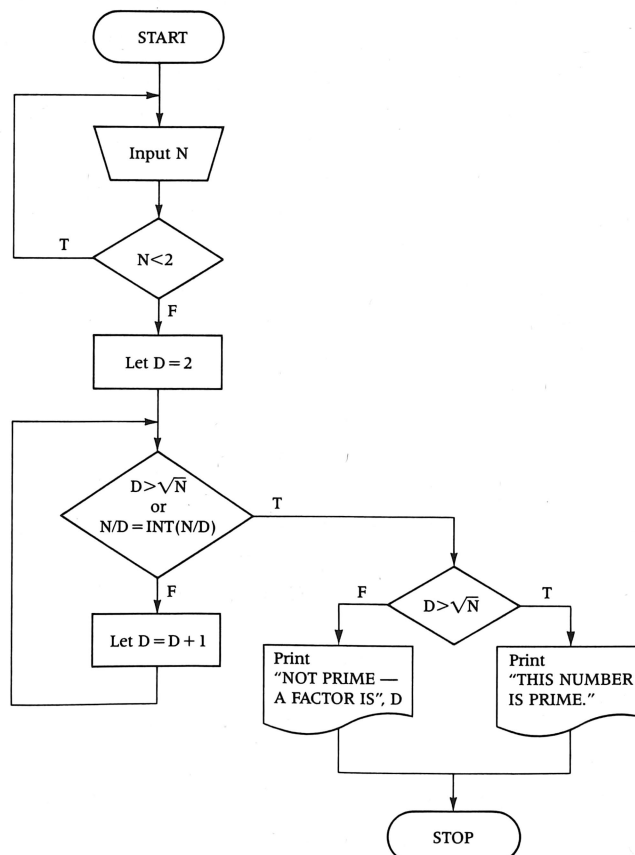 START
Input N
T
N<2
F
Let D=2
D>√N
or
N/D=INT(N/D)
T
F
Let D=D+1
D>√N
F
T
Print
“NOT PRIME —
A FACTOR IS”, D
Print
“THIS NUMBER
IS PRIME.”
STOP